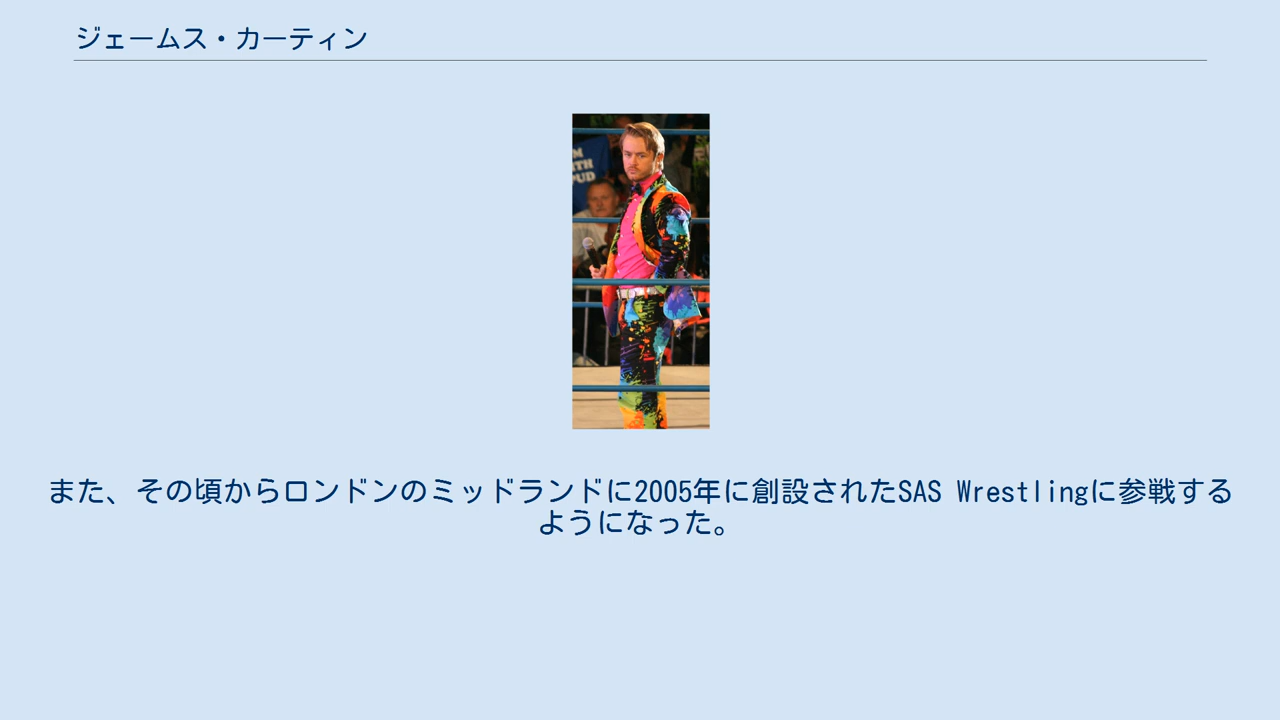 ジェームス・カーティン
M
TH
PUD
また、その頃からロンドンのミッドランドに2005年に創設されたSAS Wrestlingに参戦する
ようになった。